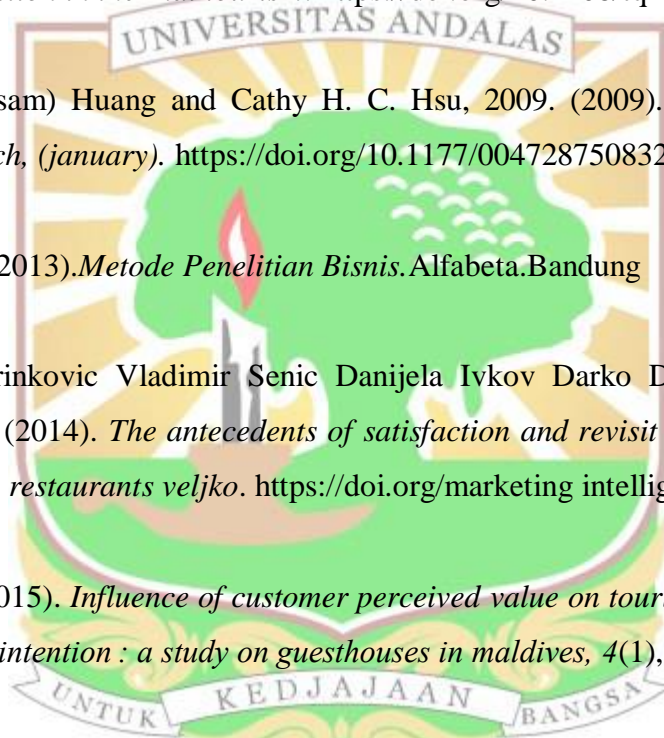 UNIVERSITAS ANDALAS
sam) Huang and Cathy H. C. Hsu, 2009. (2009).
ch, (january). https://doi.org/10.1177/004728750832
2013).Metode Penelitian Bisnis.Alfabeta.Bandung
rinkovic Vladimir Senic Danijela Ivkov Darko D
(2014). The antecedents of satisfaction and revisit
restaurants veljko. https://doi.org/marketing intellig
015). Influence of customer perceived value on tour
intention : a study on guesthouses in maldives, 4(1),
UNTUK KEDJAJAAN BANGSA